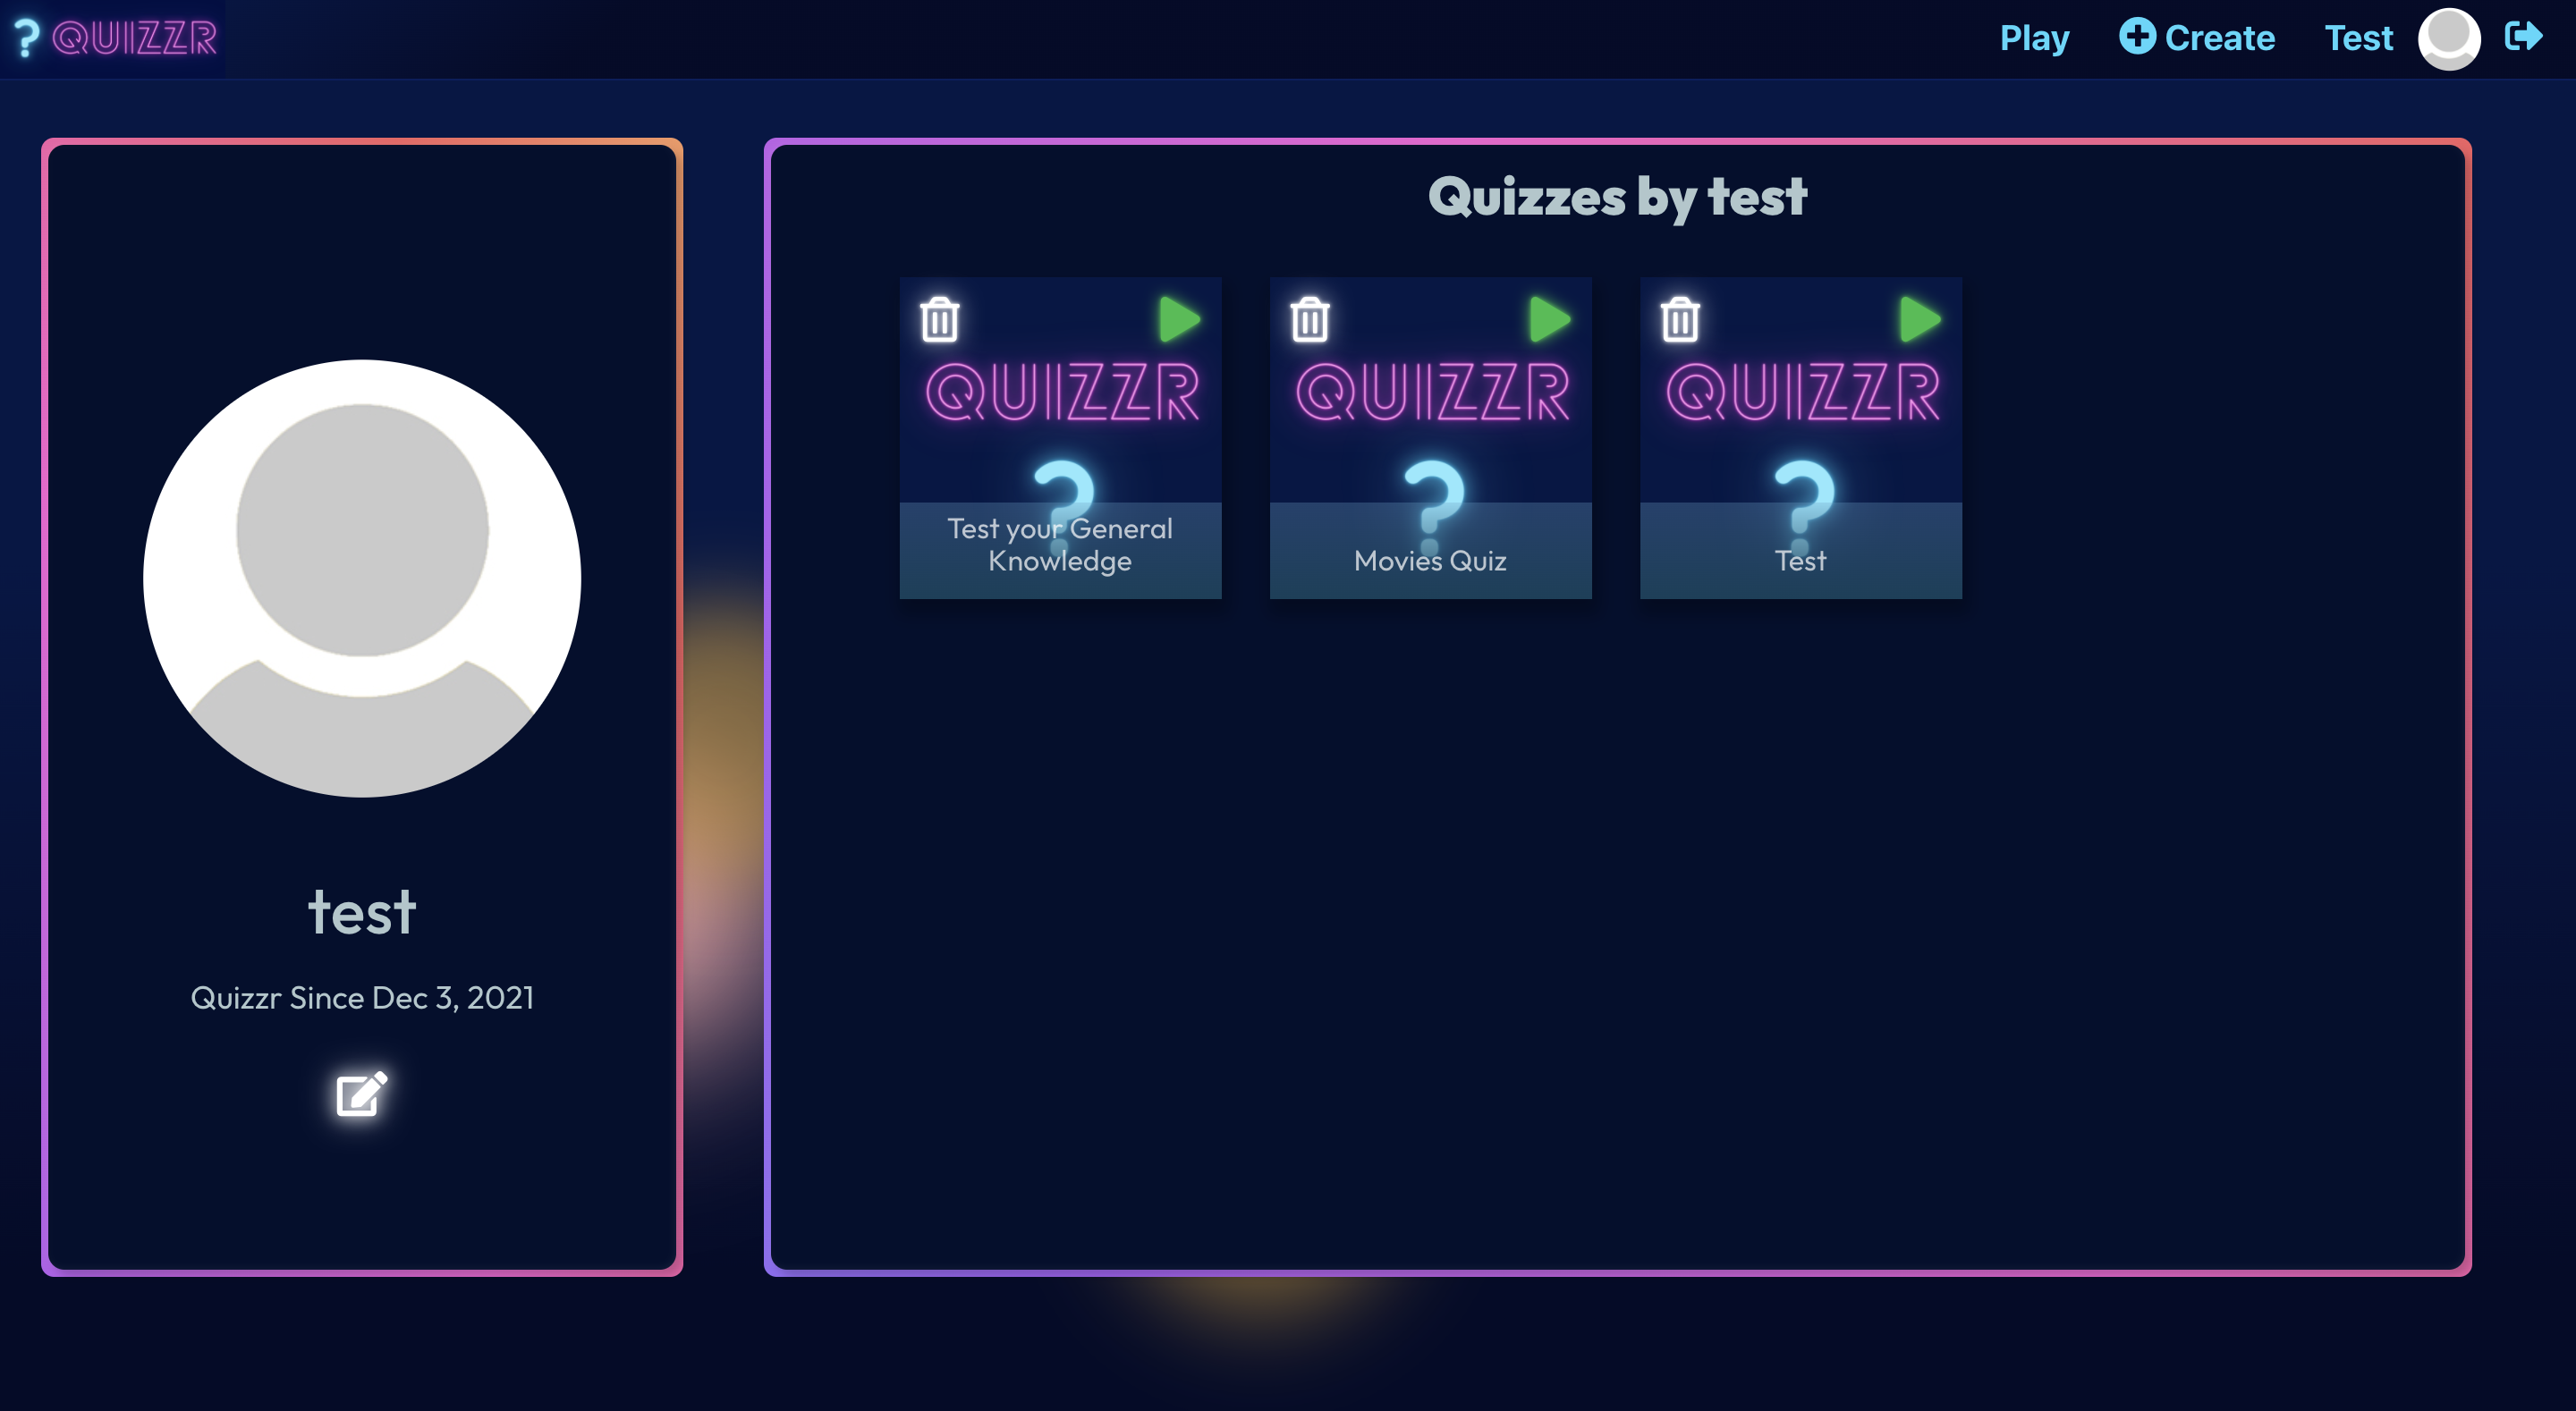 ? QUIZZR
Play
Create
Test
Quizzes by test
QUIZZR
?
Test your General
Knowledge
QUIZZR
?
Movies Quiz
QUIZZR
?
Test
test
Quizzr Since Dec 3, 2021